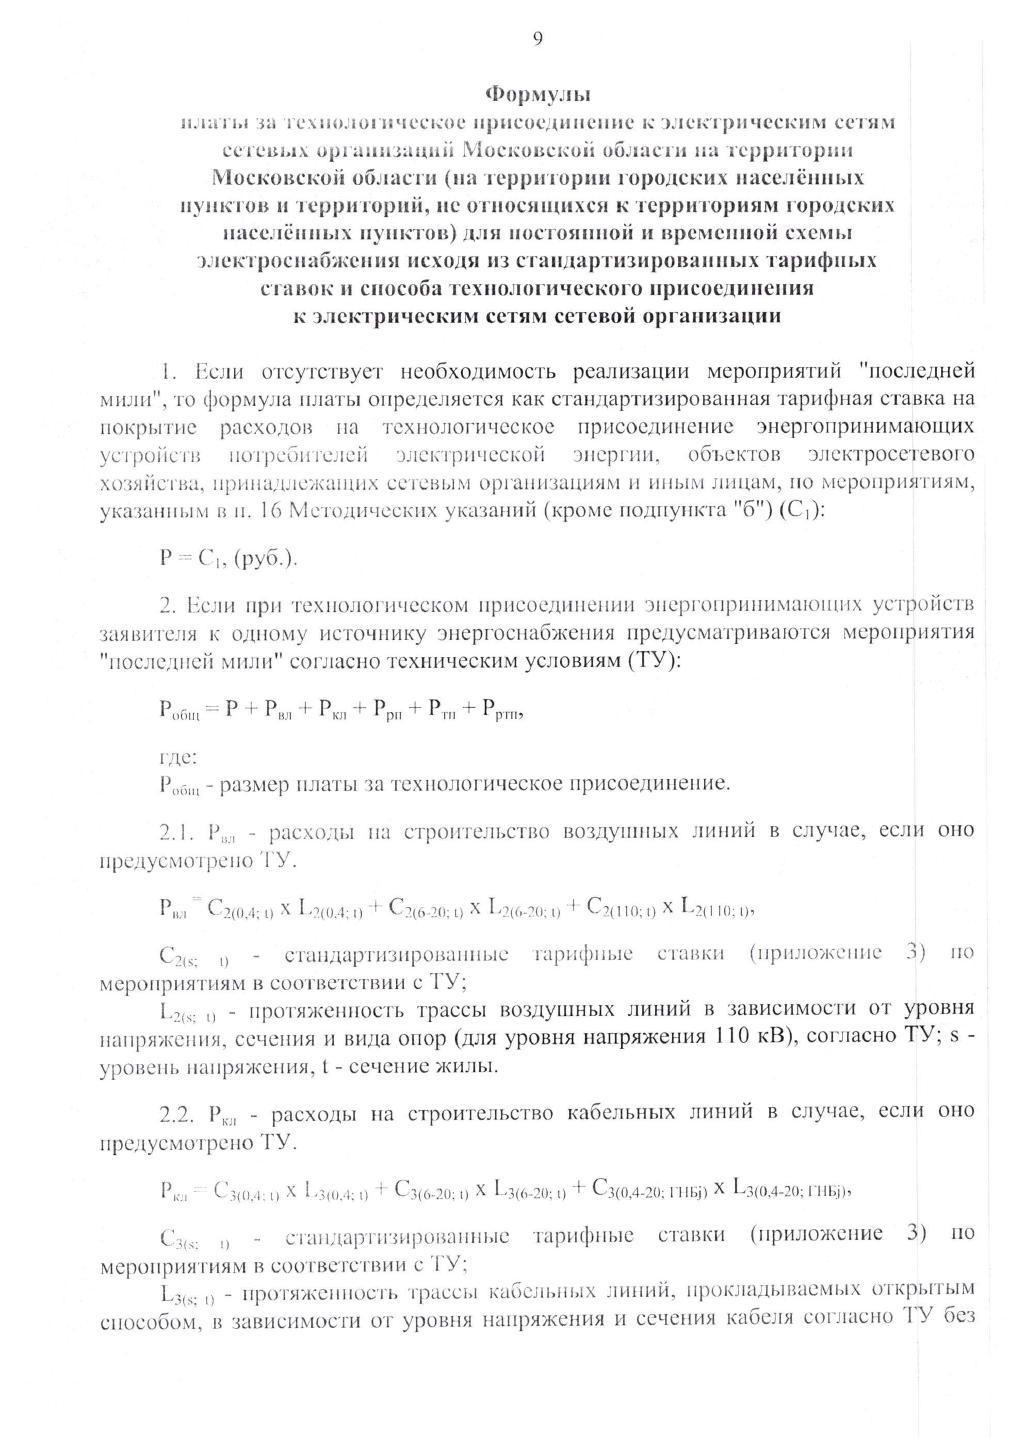 9
Формулы
платы за технологическое присоединение к электрическим сетям
сетевых организаций Московской области на территории
Московской области (на территории городских населённых
пунктов и территорий, не относящихся к территориям городских
населённых пунктов) для постоянной и временной схемы
электроснабжения исходя из стандартизированных тарифных
ставок и способа технологического присоединения
к электрическим сетям сетевой организации
1. Если отсутствует необходимость реализации мероприятий "последней
мили", то формула платы определяется как стандартизированная тарифная ставка на
покрытие расходов на технологическое присоединение энергопринимающих
устройств потребителей электрической энергии, объектов электросетевого
хозяйства, принадлежащих сетевым организациям и иным лицам, по мероприятиям,
указанным в п. 16 Методических указаний (кроме подпункта "б") (C₁):
P = C₁, (руб.).
2. Если при технологическом присоединении энергопринимающих устройств
заявителя к одному источнику энергоснабжения предусматриваются мероприятия
"последней мили" согласно техническим условиям (ТУ):
Pобщ = P + Pвл + Pкл + Pрп + Pтп + Pртп,
где:
Pобщ - размер платы за технологическое присоединение.
2.1. Pвл - расходы на строительство воздушных линий в случае, если оно
предусмотрено ТУ.
Pвл = C2(0,4; t) x L2(0,4; t) + C2(6-20; t) x L2(6-20; t) + C2(110; t) x L2(110; t),
C2(s; t) - стандартизированные тарифные ставки (приложение 3) по
мероприятиям в соответствии с ТУ;
L2(s; t) - протяженность трассы воздушных линий в зависимости от уровня
напряжения, сечения и вида опор (для уровня напряжения 110 кВ), согласно ТУ; s -
уровень напряжения, t - сечение жилы.
2.2. Pкл - расходы на строительство кабельных линий в случае, если оно
предусмотрено ТУ.
Pкл = C3(0,4; t) x L3(0,4; t) + C3(6-20; t) x L3(6-20; t) + C3(0,4-20; ГНБj) x L3(0,4-20; ГНБj),
C3(s; t) - стандартизированные тарифные ставки (приложение 3) по
мероприятиям в соответствии с ТУ;
L3(s; t) - протяженность трассы кабельных линий, прокладываемых открытым
способом, в зависимости от уровня напряжения и сечения кабеля согласно ТУ без